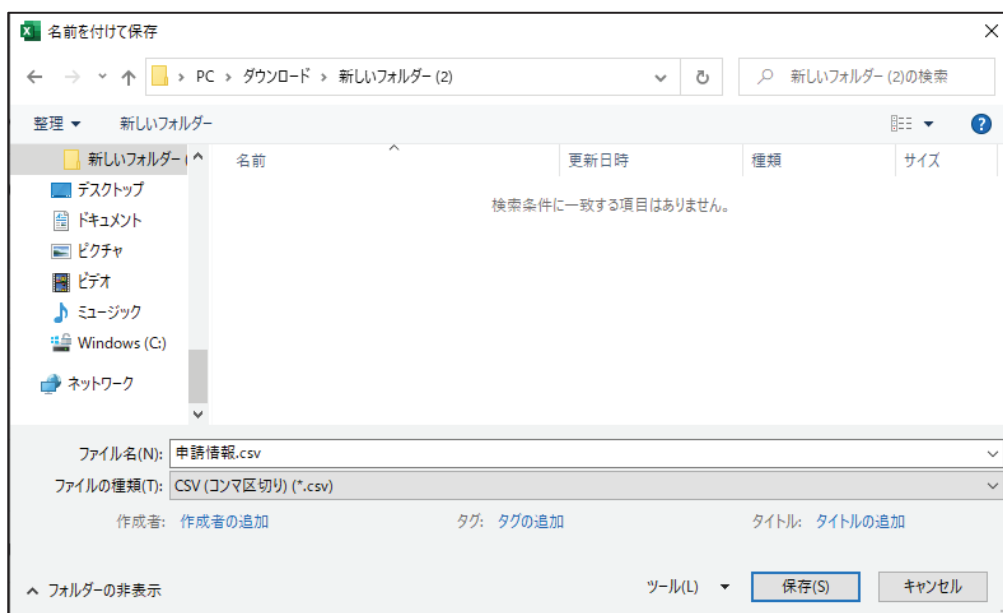 名前を付けて保存
PC › ダウンロード › 新しいフォルダー (2)
新しいフォルダー (2)の検索
整理
新しいフォルダー
新しいフォルダー (
デスクトップ
ドキュメント
ピクチャ
ビデオ
ミュージック
Windows (C:)
ネットワーク
名前 更新日時 種類 サイズ
検索条件に一致する項目はありません。
ファイル名(N): 申請情報.csv
ファイルの種類(T): CSV (コンマ区切り) (*.csv)
作成者: 作成者の追加 タグ: タグの追加 タイトル: タイトルの追加
フォルダーの非表示 ツール(L) 保存(S) キャンセル